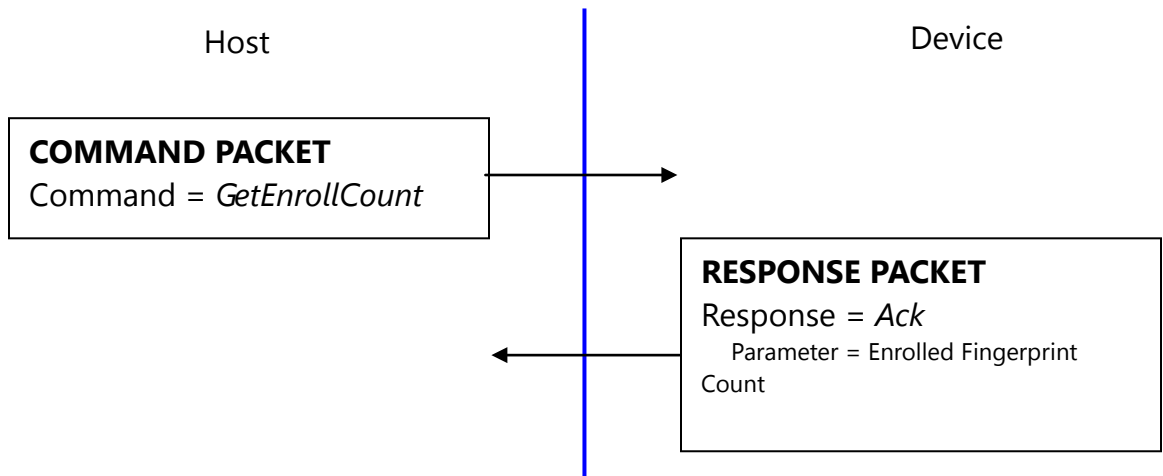 Host
Device
COMMAND PACKET
Command = GetEnrollCount
RESPONSE PACKET
Response = Ack
Parameter = Enrolled Fingerprint
Count